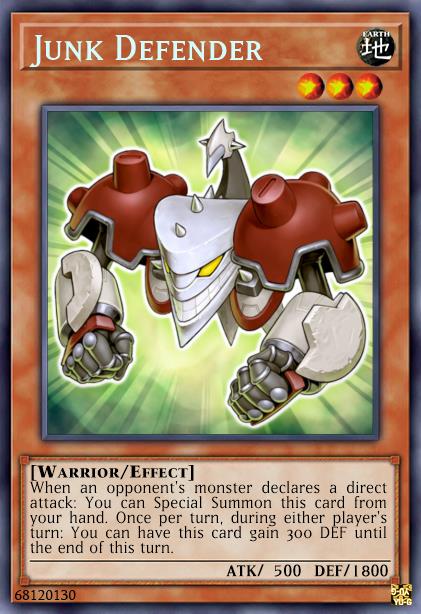 JUNK DEFENDER
EARTH
地
[WARRIOR/EFFECT]
When an opponent's monster declares a direct
attack: You can Special Summon this card from
your hand. Once per turn, during either player's
turn: You can have this card gain 300 DEF until
the end of this turn.
ATK/ 500 DEF/1800
68120130